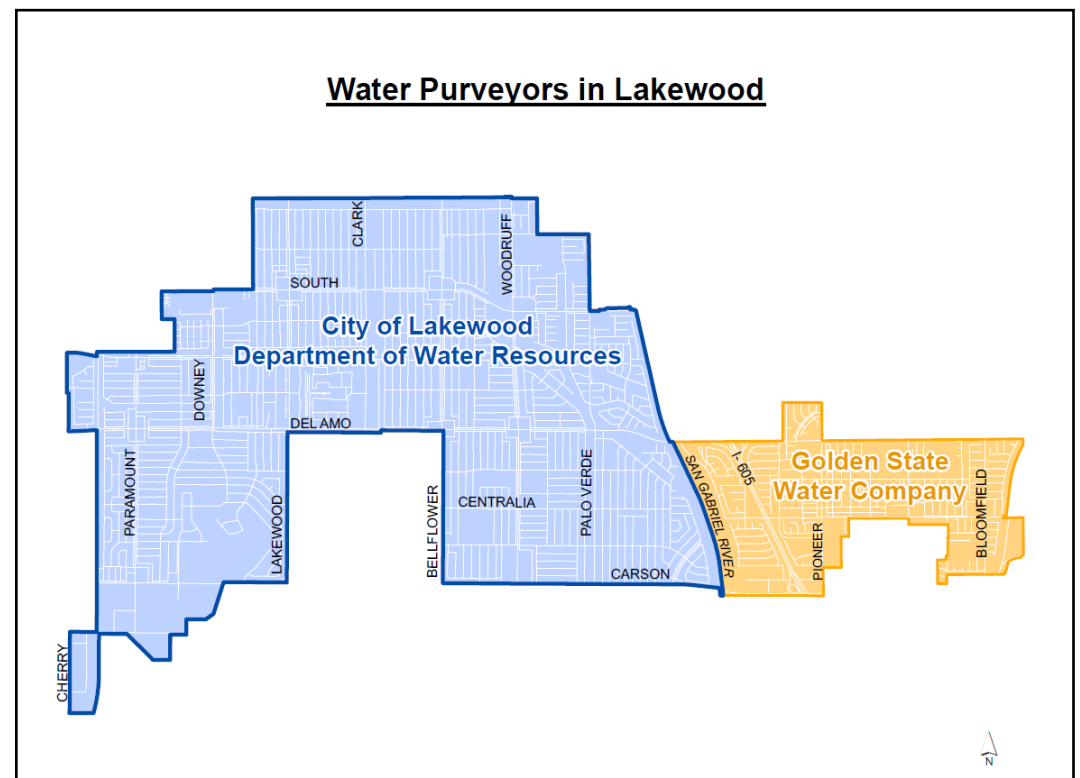 Water Purveyors in Lakewood
CLARK
WOODRUFF
SOUTH
City of Lakewood
Department of Water Resources
DOWNEY
DEL AMO
PARAMOUNT
LAKEWOOD
BELLFLOWER
CENTRALIA
PALO VERDE
CARSON
CHERRY
SAN GABRIEL RIVER
I- 605
Golden State
Water Company
PIONEER
BLOOMFIELD
N